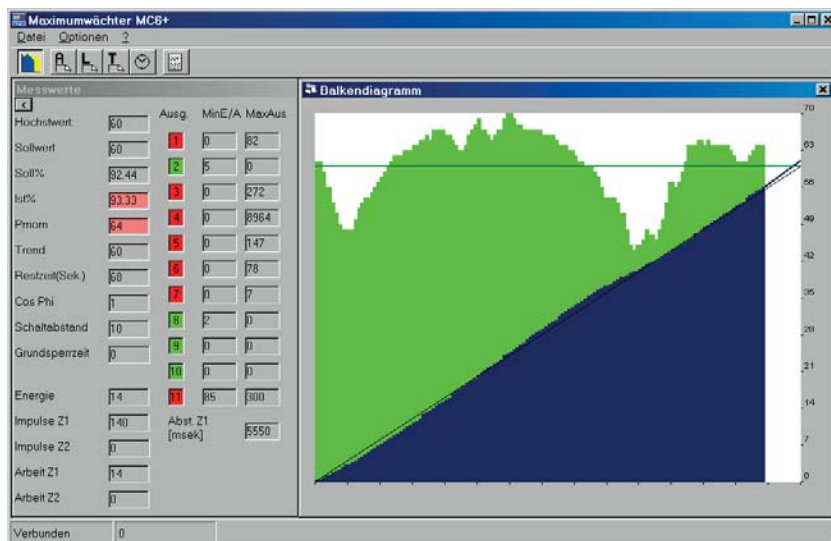 Maximumwächter MC6+
Datei Optionen ?
A L T
Messwerte
<
Höchstwert 60
Sollwert 60
Soll% 92.44
Ist% 93.33
Pmom 64
Trend 60
Restzeit(Sek.) 60
Cos Phi 1
Schaltabstand 10
Grundsperrzeit 0
Energie 14
Impulse Z1 140
Impulse Z2 0
Arbeit Z1 14
Arbeit Z2 0
Ausg. MinE/A MaxAus
1 0 82
2 5 0
3 0 272
4 0 8964
5 0 147
6 0 78
7 0 7
8 2 0
9 0 0
10 0 0
11 85 300
Abst. Z1
[msek] 5550
Balkendiagramm
70
63
56
49
42
35
28
21
14
7
0
Verbunden 0